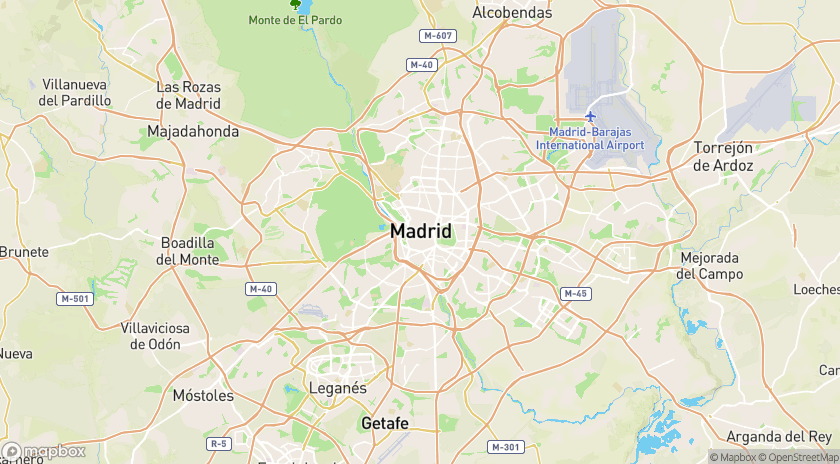 Alcobendas
Monte de El Pardo
M-607
M-40
Villanueva
del Pardillo
Las Rozas
de Madrid
Majadahonda
Madrid-Barajas
International Airport
Torrejón
de Ardoz
Madrid
Brunete
Boadilla
del Monte
Mejorada
del Campo
M-40
M-45
Loeches
M-501
Villaviciosa
de Odón
Nueva
Leganés
Móstoles
Car
Getafe
Arganda del Rey
R-5
M-301
mapbox
© Mapbox © OpenStreetMap